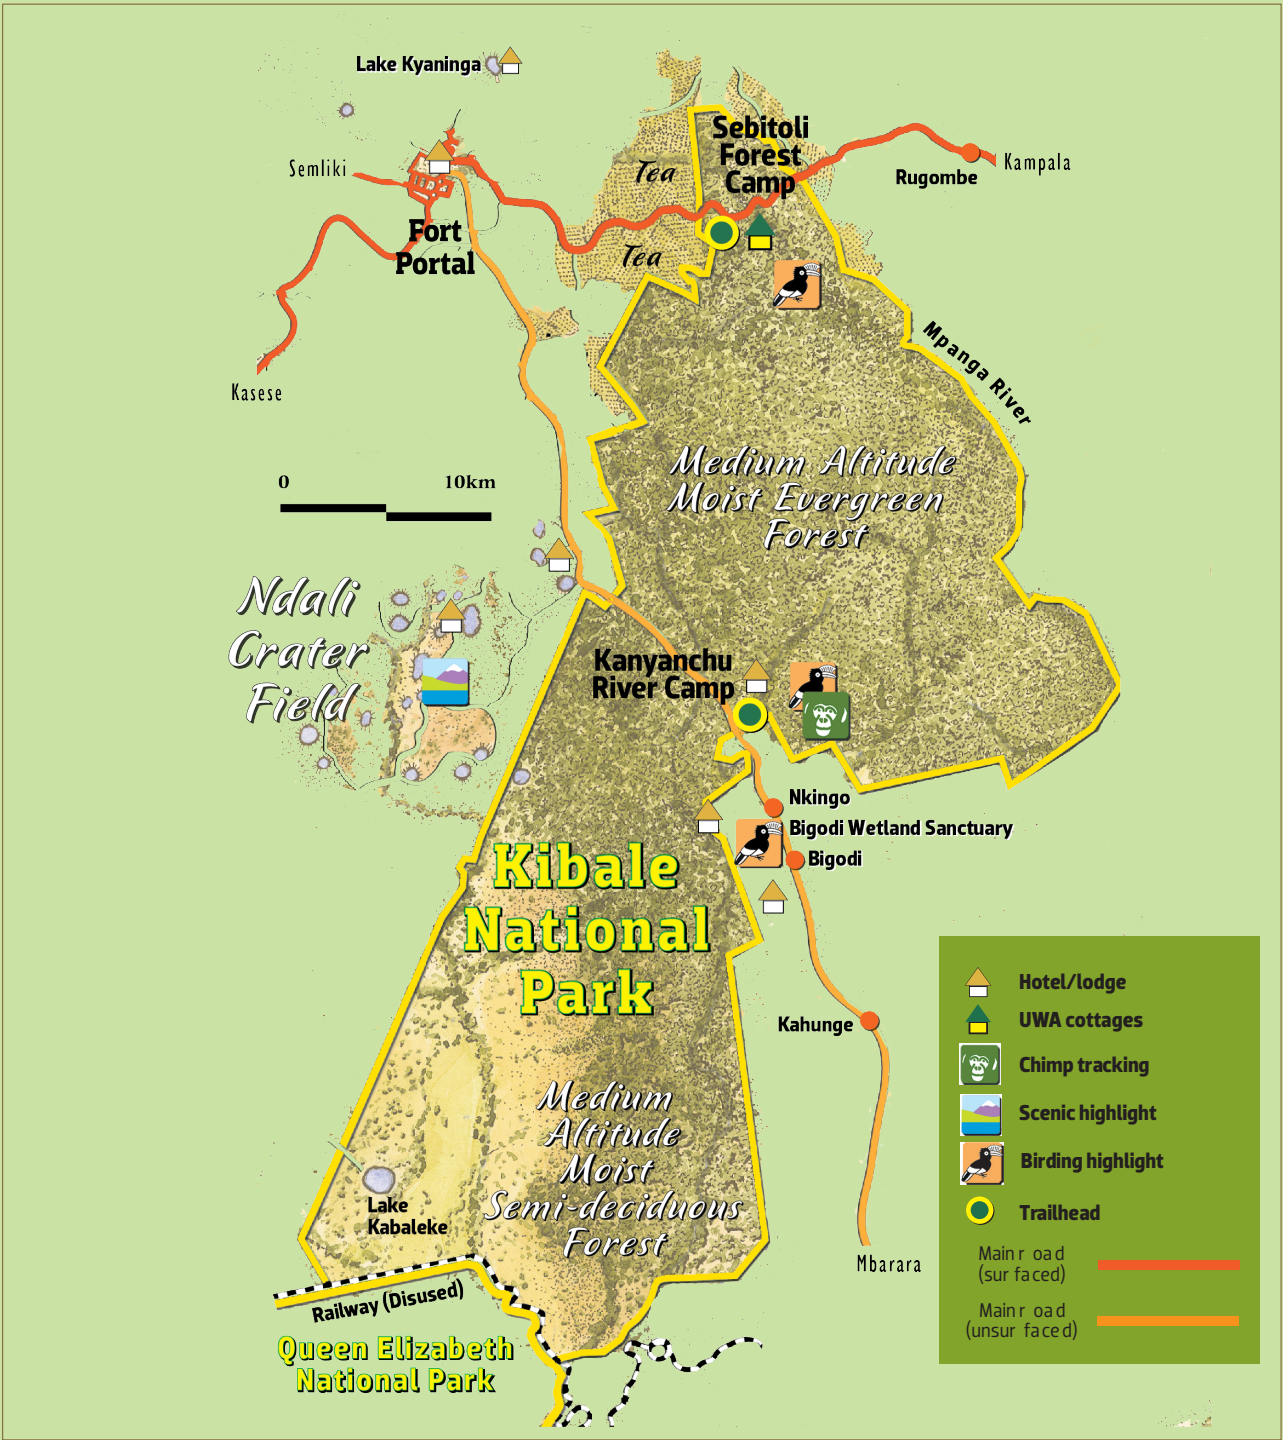 Lake Kyaninga
Semliki
Fort
Portal
Kasese
Tea
Tea
Sebitoli
Forest
Camp
Rugombe
Kampala
Mpanga River
0 10km
Medium Altitude
Moist Evergreen
Forest
Ndali
Crater
Field
Kanyanchu
River Camp
Nkingo
Bigodi Wetland Sanctuary
Bigodi
Kibale
National
Park
Kahunge
Medium
Altitude
Moist
Semi-deciduous
Forest
Lake
Kabaleke
Mbarara
Railway (Disused)
Queen Elizabeth
National Park
Hotel/lodge
UWA cottages
Chimp tracking
Scenic highlight
Birding highlight
Trailhead
Main road
(surfaced)
Main road
(unsurfaced)